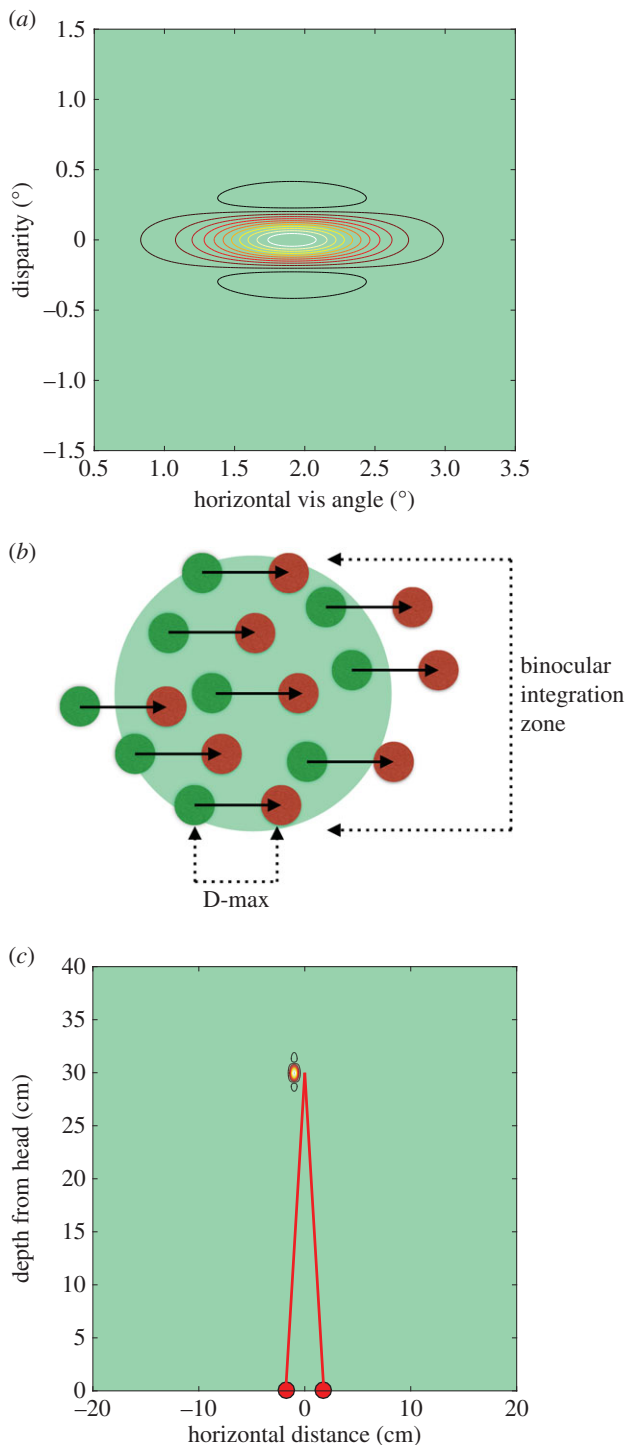 (a)
1.5
1.0
0.5
0
–0.5
–1.0
–1.5
disparity (°)
0.5 1.0 1.5 2.0 2.5 3.0 3.5
horizontal vis angle (°)
(b)
binocular
integration
zone
D-max
(c)
40
35
30
25
20
15
10
5
0
depth from head (cm)
–20 –10 0 10 20
horizontal distance (cm)